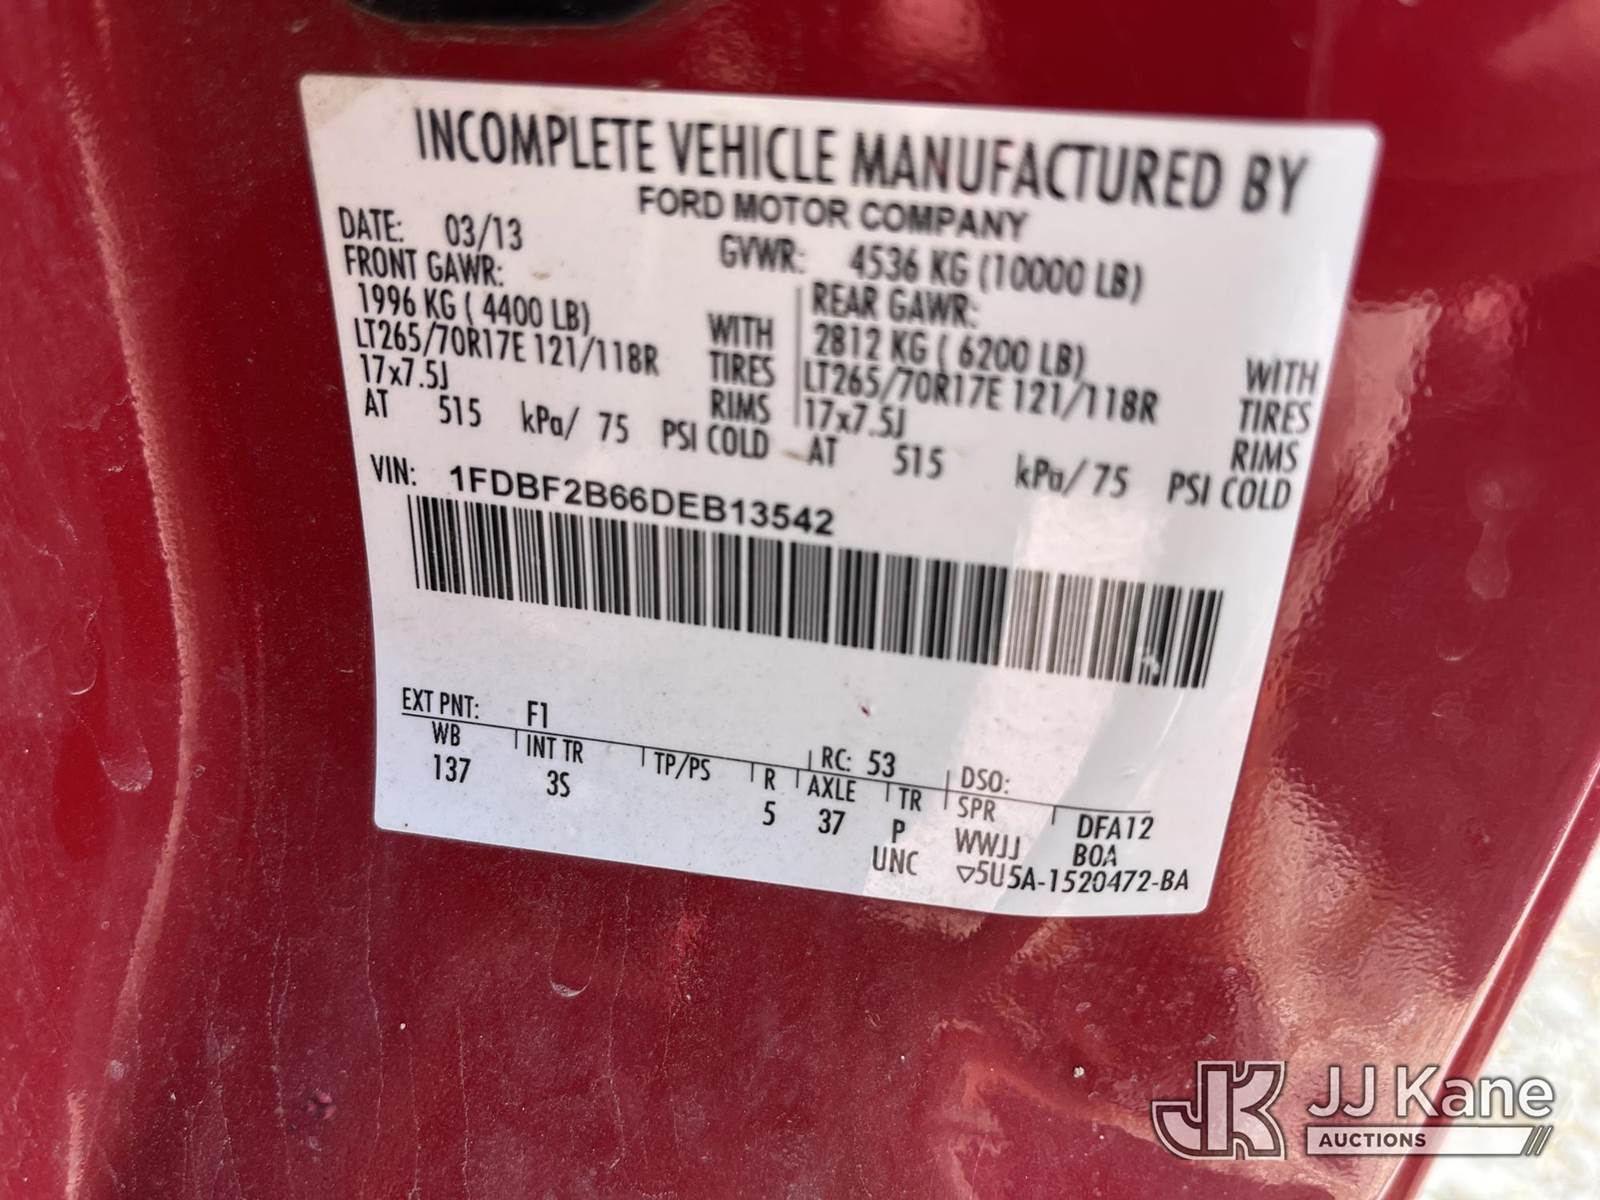 INCOMPLETE VEHICLE MANUFACTURED BY
FORD MOTOR COMPANY
DATE: 03/13 GVWR: 4536 KG (10000 LB)
FRONT GAWR: REAR GAWR:
1996 KG ( 4400 LB) WITH 2812 KG ( 6200 LB) WITH
LT265/70R17E 121/118R TIRES LT265/70R17E 121/118R TIRES
17x7.5J RIMS 17x7.5J RIMS
AT 515 kPa/ 75 PSI COLD AT 515 kPa/ 75 PSI COLD
VIN: 1FDBF2B66DEB13542
EXT PNT: F1 RC: 53 DSO:
WB INT TR TP/PS R AXLE TR SPR DFA12
137 3S 5 37 P WWJJ BOA
UNC ▽5U5A-1520472-BA
JK JJ Kane
AUCTIONS